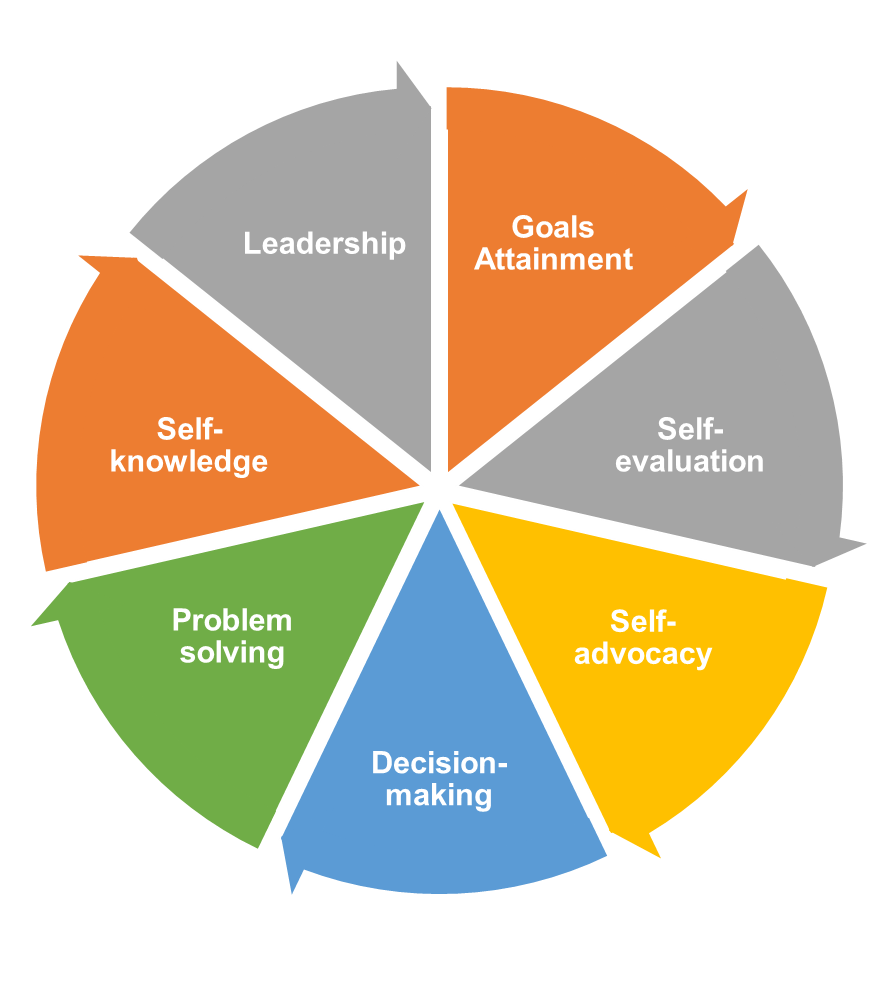 Goals
Attainment
Self-
evaluation
Self-
advocacy
Decision-
making
Problem
solving
Self-
knowledge
Leadership